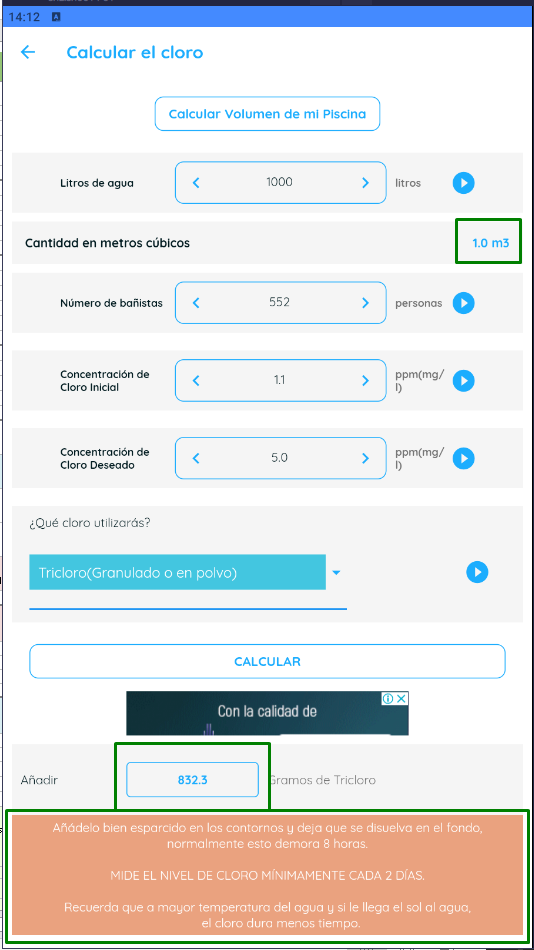 14:12 A
Calcular el cloro
Calcular Volumen de mi Piscina
Litros de agua 1000 litros
Cantidad en metros cúbicos 1.0 m3
Número de bañistas 552 personas
Concentración de
Cloro Inicial
1.1
ppm(mg/
l)
Concentración de
Cloro Deseado
5.0
ppm(mg/
l)
¿Qué cloro utilizarás?
Tricloro(Granulado o en polvo)
CALCULAR
Con la calidad de
Añadir 832.3 Gramos de Tricloro
Añádelo bien esparcido en los contornos y deja que se disuelva en el fondo,
normalmente esto demora 8 horas.
MIDE EL NIVEL DE CLORO MÍNIMAMENTE CADA 2 DÍAS.
Recuerda que a mayor temperatura del agua y si le llega el sol al agua,
el cloro dura menos tiempo.